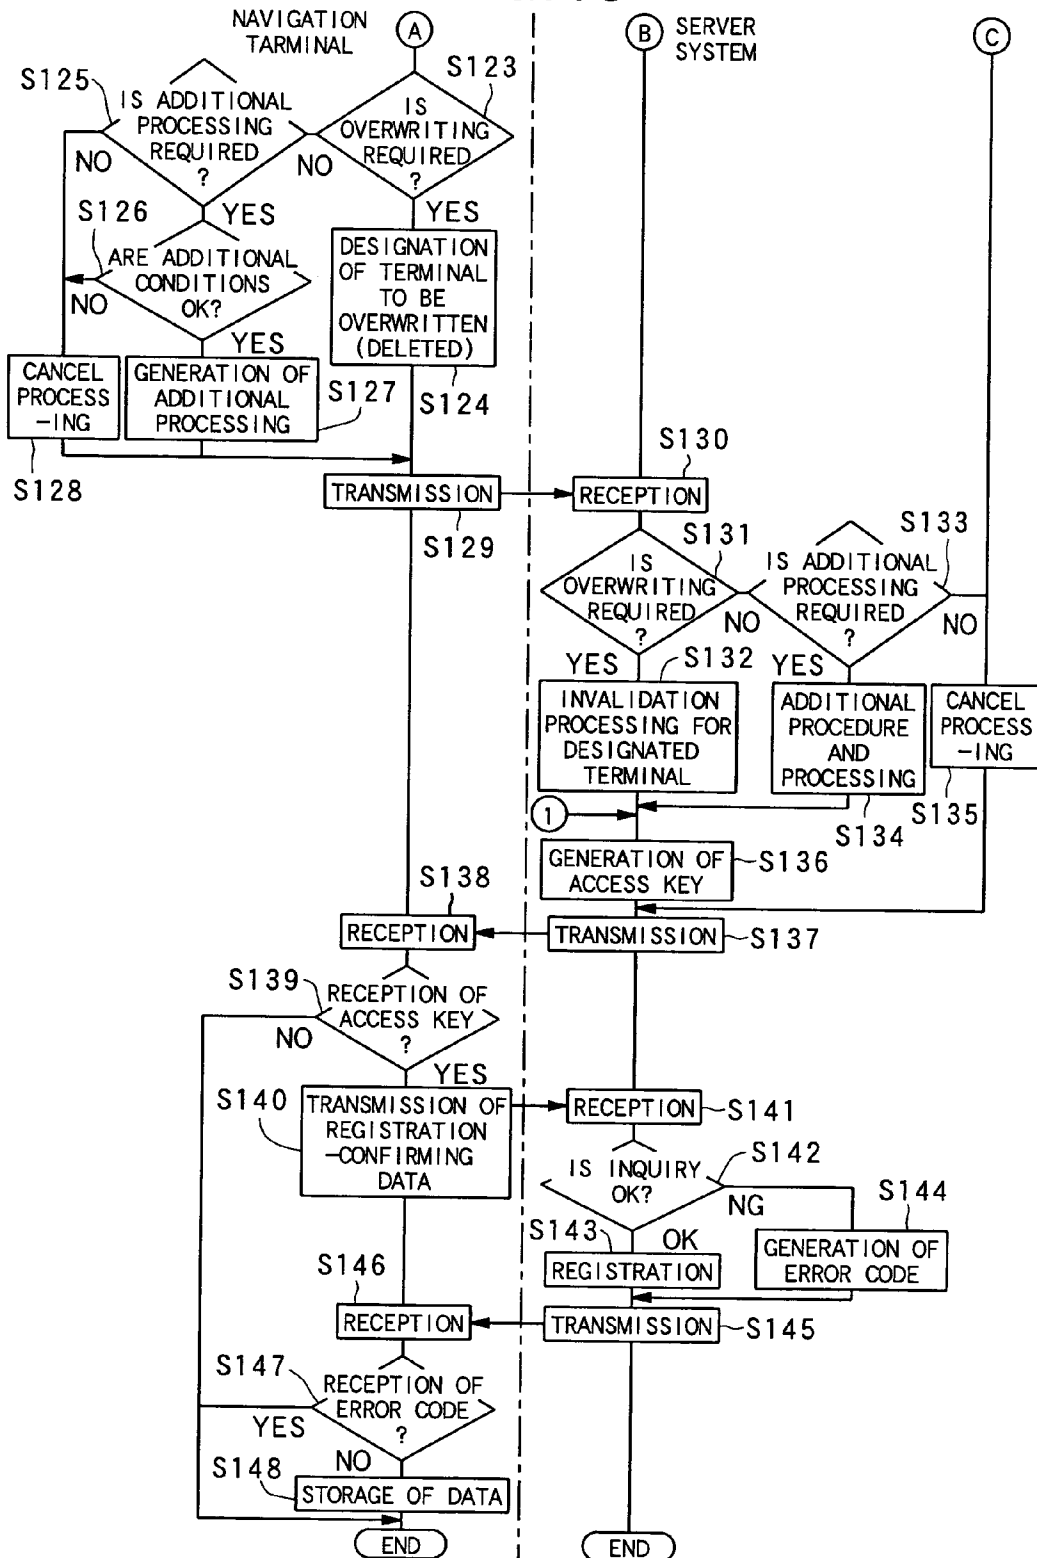 NAVIGATION
TARMINAL
A
B
SERVER
SYSTEM
C
S125
IS ADDITIONAL
PROCESSING
REQUIRED
?
NO
YES
S123
IS
OVERWRITING
REQUIRED
?
NO
YES
S126
ARE ADDITIONAL
CONDITIONS
OK?
NO
YES
DESIGNATION
OF TERMINAL
TO BE
OVERWRITTEN
(DELETED)
S124
CANCEL
PROCESS
-ING
S128
GENERATION OF
ADDITIONAL
PROCESSING
S127
TRANSMISSION
S129
S130
RECEPTION
S131
IS
OVERWRITING
REQUIRED
?
NO
YES
S133
IS ADDITIONAL
PROCESSING
REQUIRED
?
NO
YES
S132
INVALIDATION
PROCESSING FOR
DESIGNATED
TERMINAL
ADDITIONAL
PROCEDURE
AND
PROCESSING
S134
CANCEL
PROCESS
-ING
S135
1
GENERATION OF
ACCESS KEY
S136
S138
RECEPTION
TRANSMISSION
S137
S139
RECEPTION OF
ACCESS KEY
?
NO
YES
S140
TRANSMISSION OF
REGISTRATION
-CONFIRMING
DATA
RECEPTION
S141
S142
IS INQUIRY
OK?
NG
OK
S144
GENERATION OF
ERROR CODE
S143
REGISTRATION
S146
RECEPTION
TRANSMISSION
S145
S147
RECEPTION OF
ERROR CODE
?
YES
NO
S148
STORAGE OF DATA
END
END